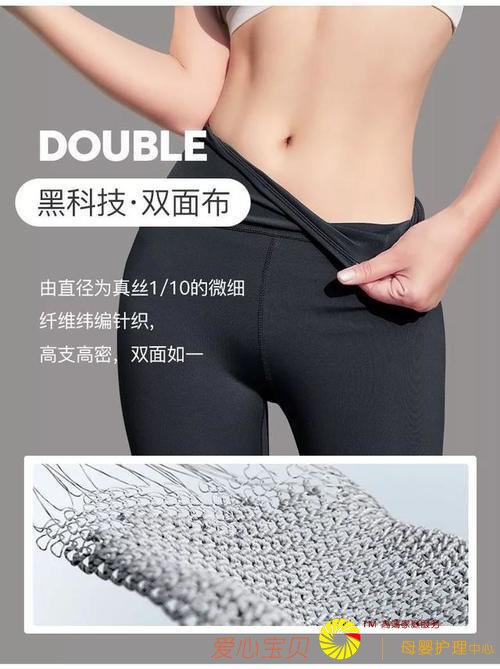 DOUBLE
黑科技·双面布
由直径为真丝1/10的微细
纤维纬编针织，
高支高密，双面如一
TM
爱心宝贝
母婴护理中心